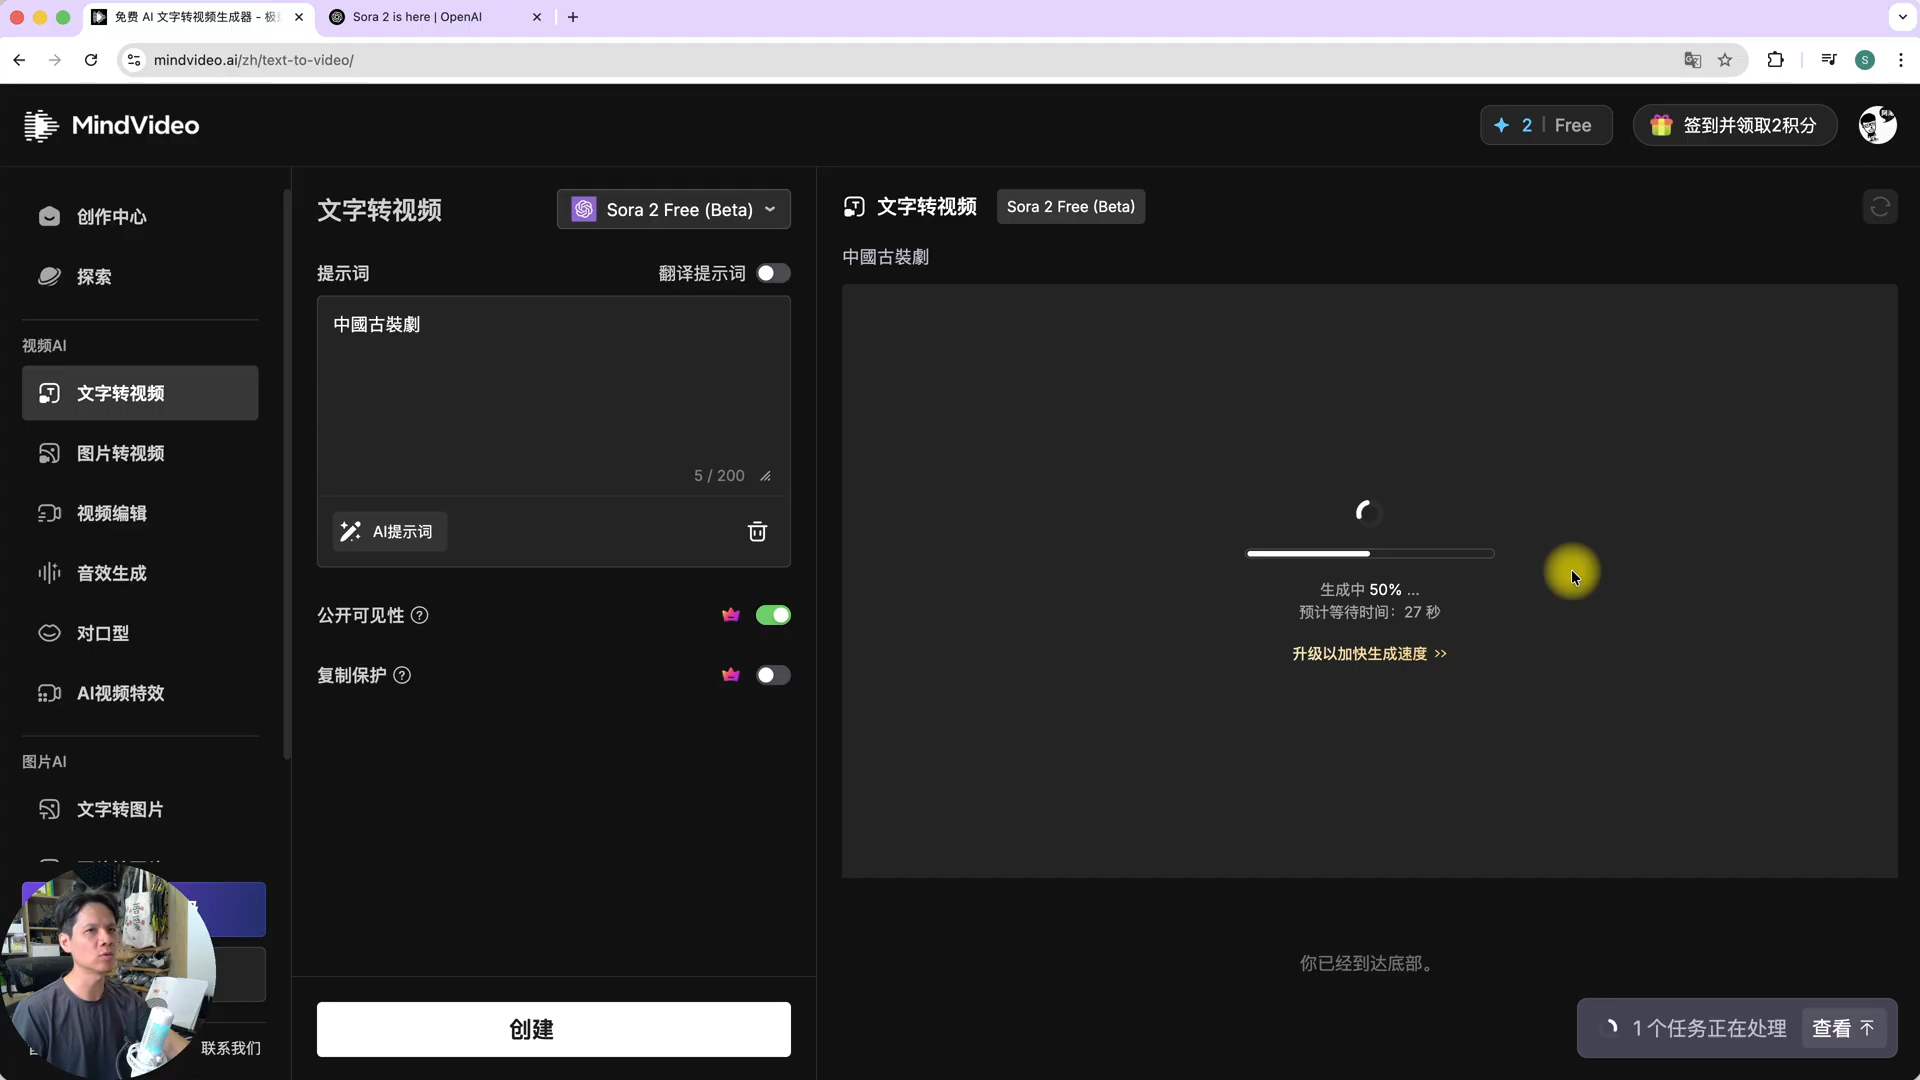 免费 AI 文字转视频生成器 - 极
Sora 2 is here | OpenAI
mindvideo.ai/zh/text-to-video/
S
MindVideo
2 | Free
签到并领取2积分
创作中心
探索
视频AI
文字转视频
图片转视频
视频编辑
音效生成
对口型
AI视频特效
图片AI
文字转图片
联系我们
文字转视频
Sora 2 Free (Beta)
提示词
翻译提示词
中國古裝劇
5 / 200
AI提示词
公开可见性
复制保护
创建
文字转视频
Sora 2 Free (Beta)
中國古裝劇
生成中 50% ...
预计等待时间：27 秒
升级以加快生成速度 >>
你已经到达底部。
1 个任务正在处理
查看